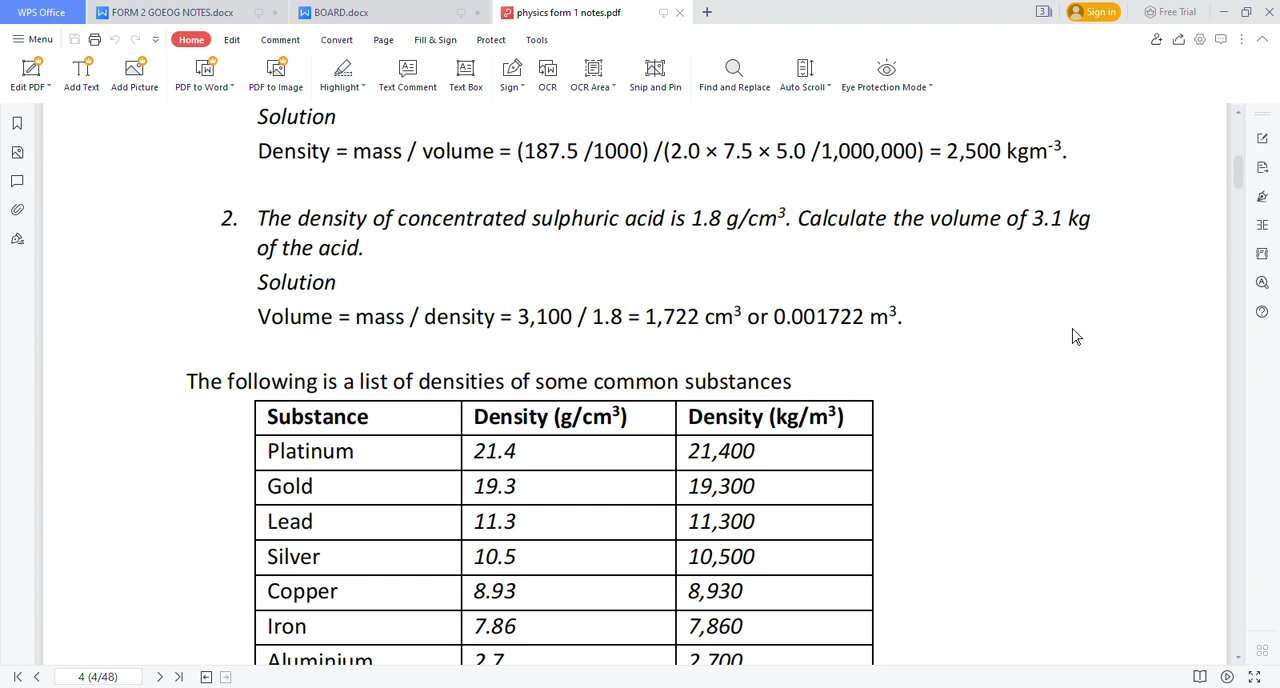 WPS Office FORM 2 GOEOG NOTES.docx BOARD.docx physics form 1 notes.pdf Sign in Free Trial
Menu Home Edit Comment Convert Page Fill & Sign Protect Tools
Edit PDF Add Text Add Picture PDF to Word PDF to Image Highlight Text Comment Text Box Sign OCR OCR Area Snip and Pin Find and Replace Auto Scroll Eye Protection Mode
Solution
Density = mass / volume = (187.5 /1000) /(2.0 × 7.5 × 5.0 /1,000,000) = 2,500 kgm⁻³.
2. The density of concentrated sulphuric acid is 1.8 g/cm³. Calculate the volume of 3.1 kg
of the acid.
Solution
Volume = mass / density = 3,100 / 1.8 = 1,722 cm³ or 0.001722 m³.
The following is a list of densities of some common substances
Substance Density (g/cm³) Density (kg/m³)
Platinum 21.4 21,400
Gold 19.3 19,300
Lead 11.3 11,300
Silver 10.5 10,500
Copper 8.93 8,930
Iron 7.86 7,860
Aluminium 2.7 2,700
4 (4/48)